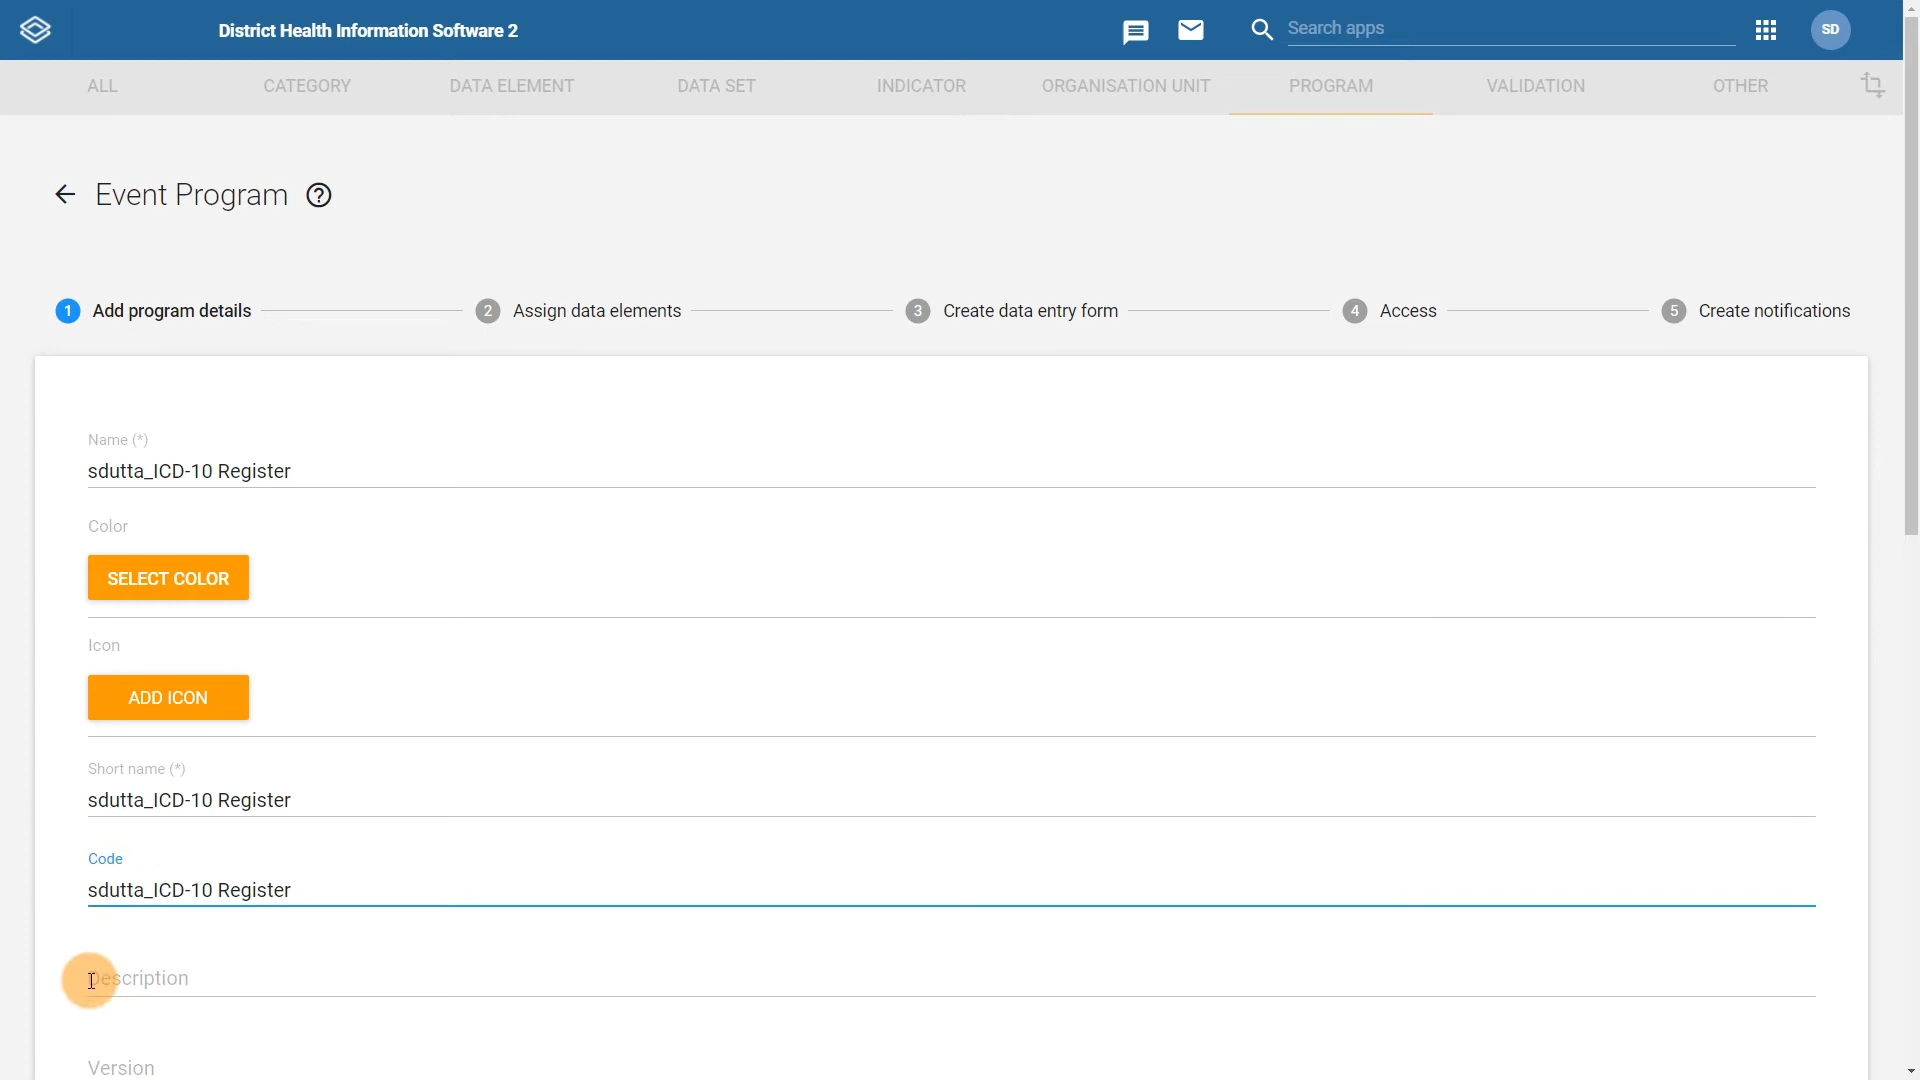 District Health Information Software 2
Search apps
SD
ALL
CATEGORY
DATA ELEMENT
DATA SET
INDICATOR
ORGANISATION UNIT
PROGRAM
VALIDATION
OTHER
Event Program
1 Add program details
2 Assign data elements
3 Create data entry form
4 Access
5 Create notifications
Name (*)
sdutta_ICD-10 Register
Color
SELECT COLOR
Icon
ADD ICON
Short name (*)
sdutta_ICD-10 Register
Code
sdutta_ICD-10 Register
Description
Version